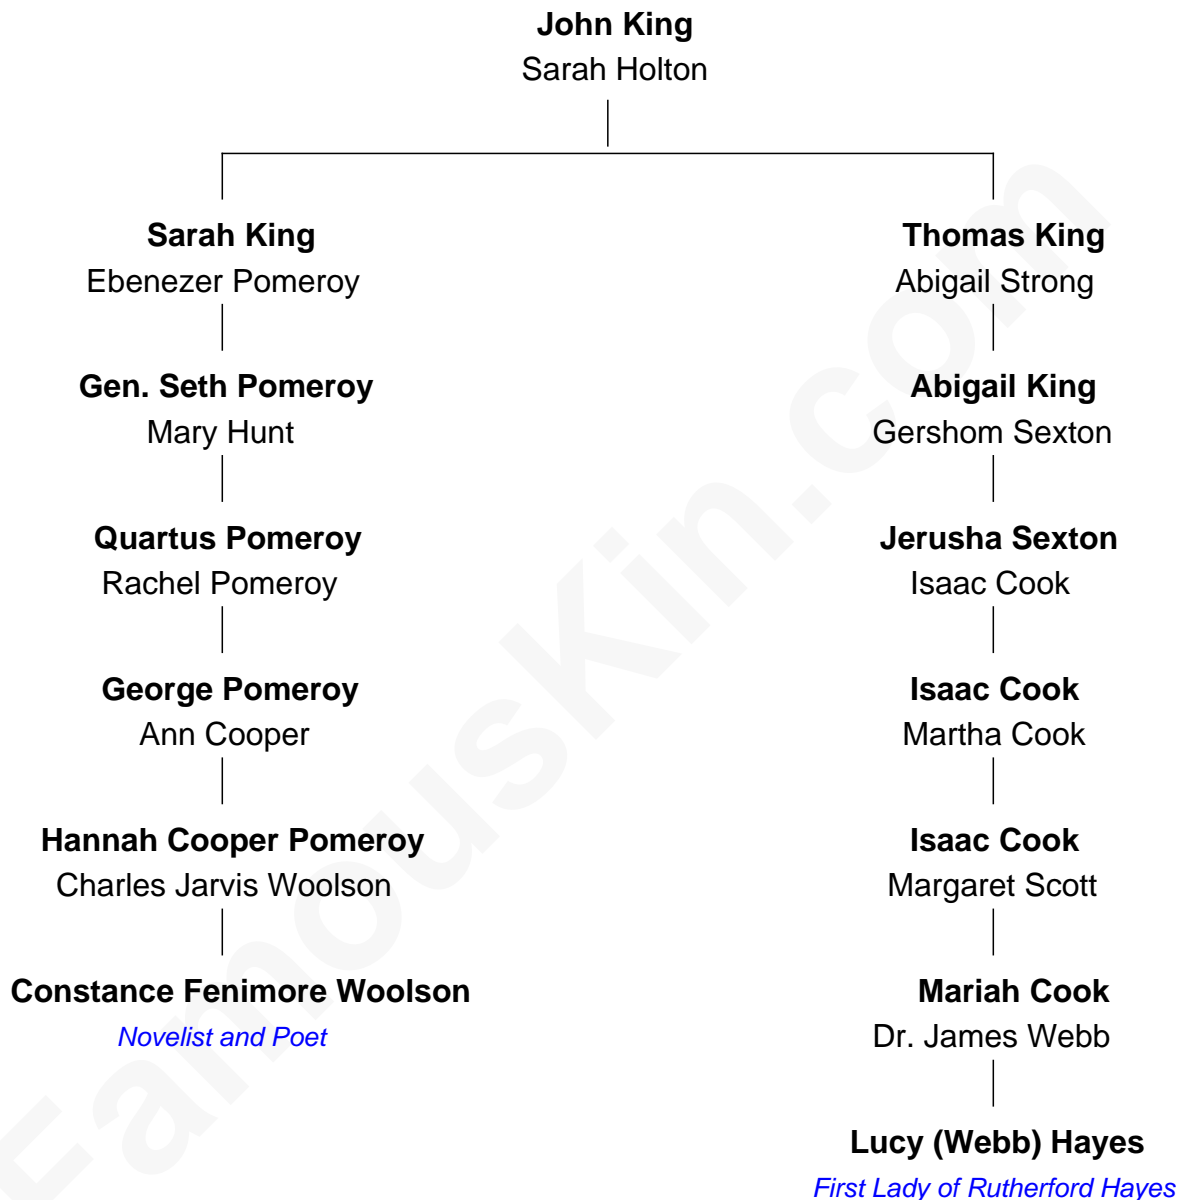 John King
Sarah Holton
Sarah King
Ebenezer Pomeroy
Thomas King
Abigail Strong
Gen. Seth Pomeroy
Mary Hunt
Abigail King
Gershom Sexton
Quartus Pomeroy
Rachel Pomeroy
Jerusha Sexton
Isaac Cook
George Pomeroy
Ann Cooper
Isaac Cook
Martha Cook
Hannah Cooper Pomeroy
Charles Jarvis Woolson
Isaac Cook
Margaret Scott
Constance Fenimore Woolson
Novelist and Poet
Mariah Cook
Dr. James Webb
Lucy (Webb) Hayes
First Lady of Rutherford Hayes
FamousKin.com